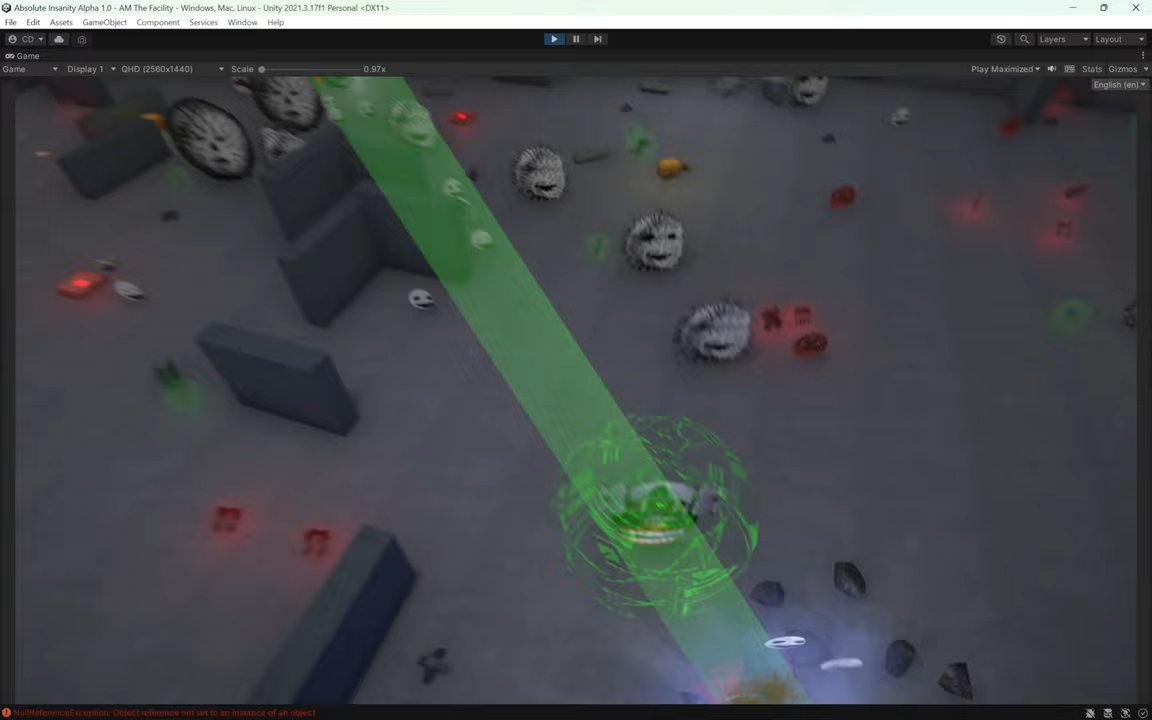 Absolute Insanity Alpha 1.0 - AM The Facility - Windows, Mac, Linux - Unity 2021.3.17f1 Personal <DX11>
File Edit Assets GameObject Component Services Window Help
CD Layers Layout
Game
Game Display 1 QHD (2560x1440) Scale 0.97x Play Maximized Stats Gizmos
English (en)
NullReferenceException: Object reference not set to an instance of an object